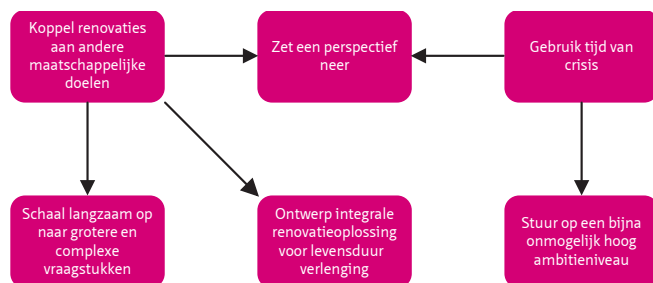 Koppel renovaties
aan andere
maatschappelijke
doelen
Zet een perspectief
neer
Gebruik tijd van
crisis
Schaal langzaam op
naar grotere en
complexe
vraagstukken
Ontwerp integrale
renovatieoplossing
voor levensduur
verlenging
Stuur op een bijna
onmogelijk hoog
ambitieniveau